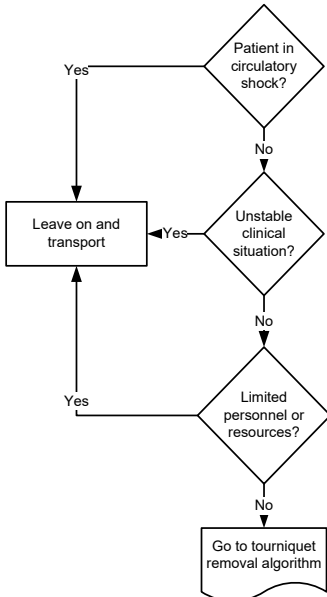 Patient in
circulatory
shock?
Yes
No
Leave on and
transport
Yes
Unstable
clinical
situation?
No
Yes
Limited
personnel or
resources?
No
Go to tourniquet
removal algorithm